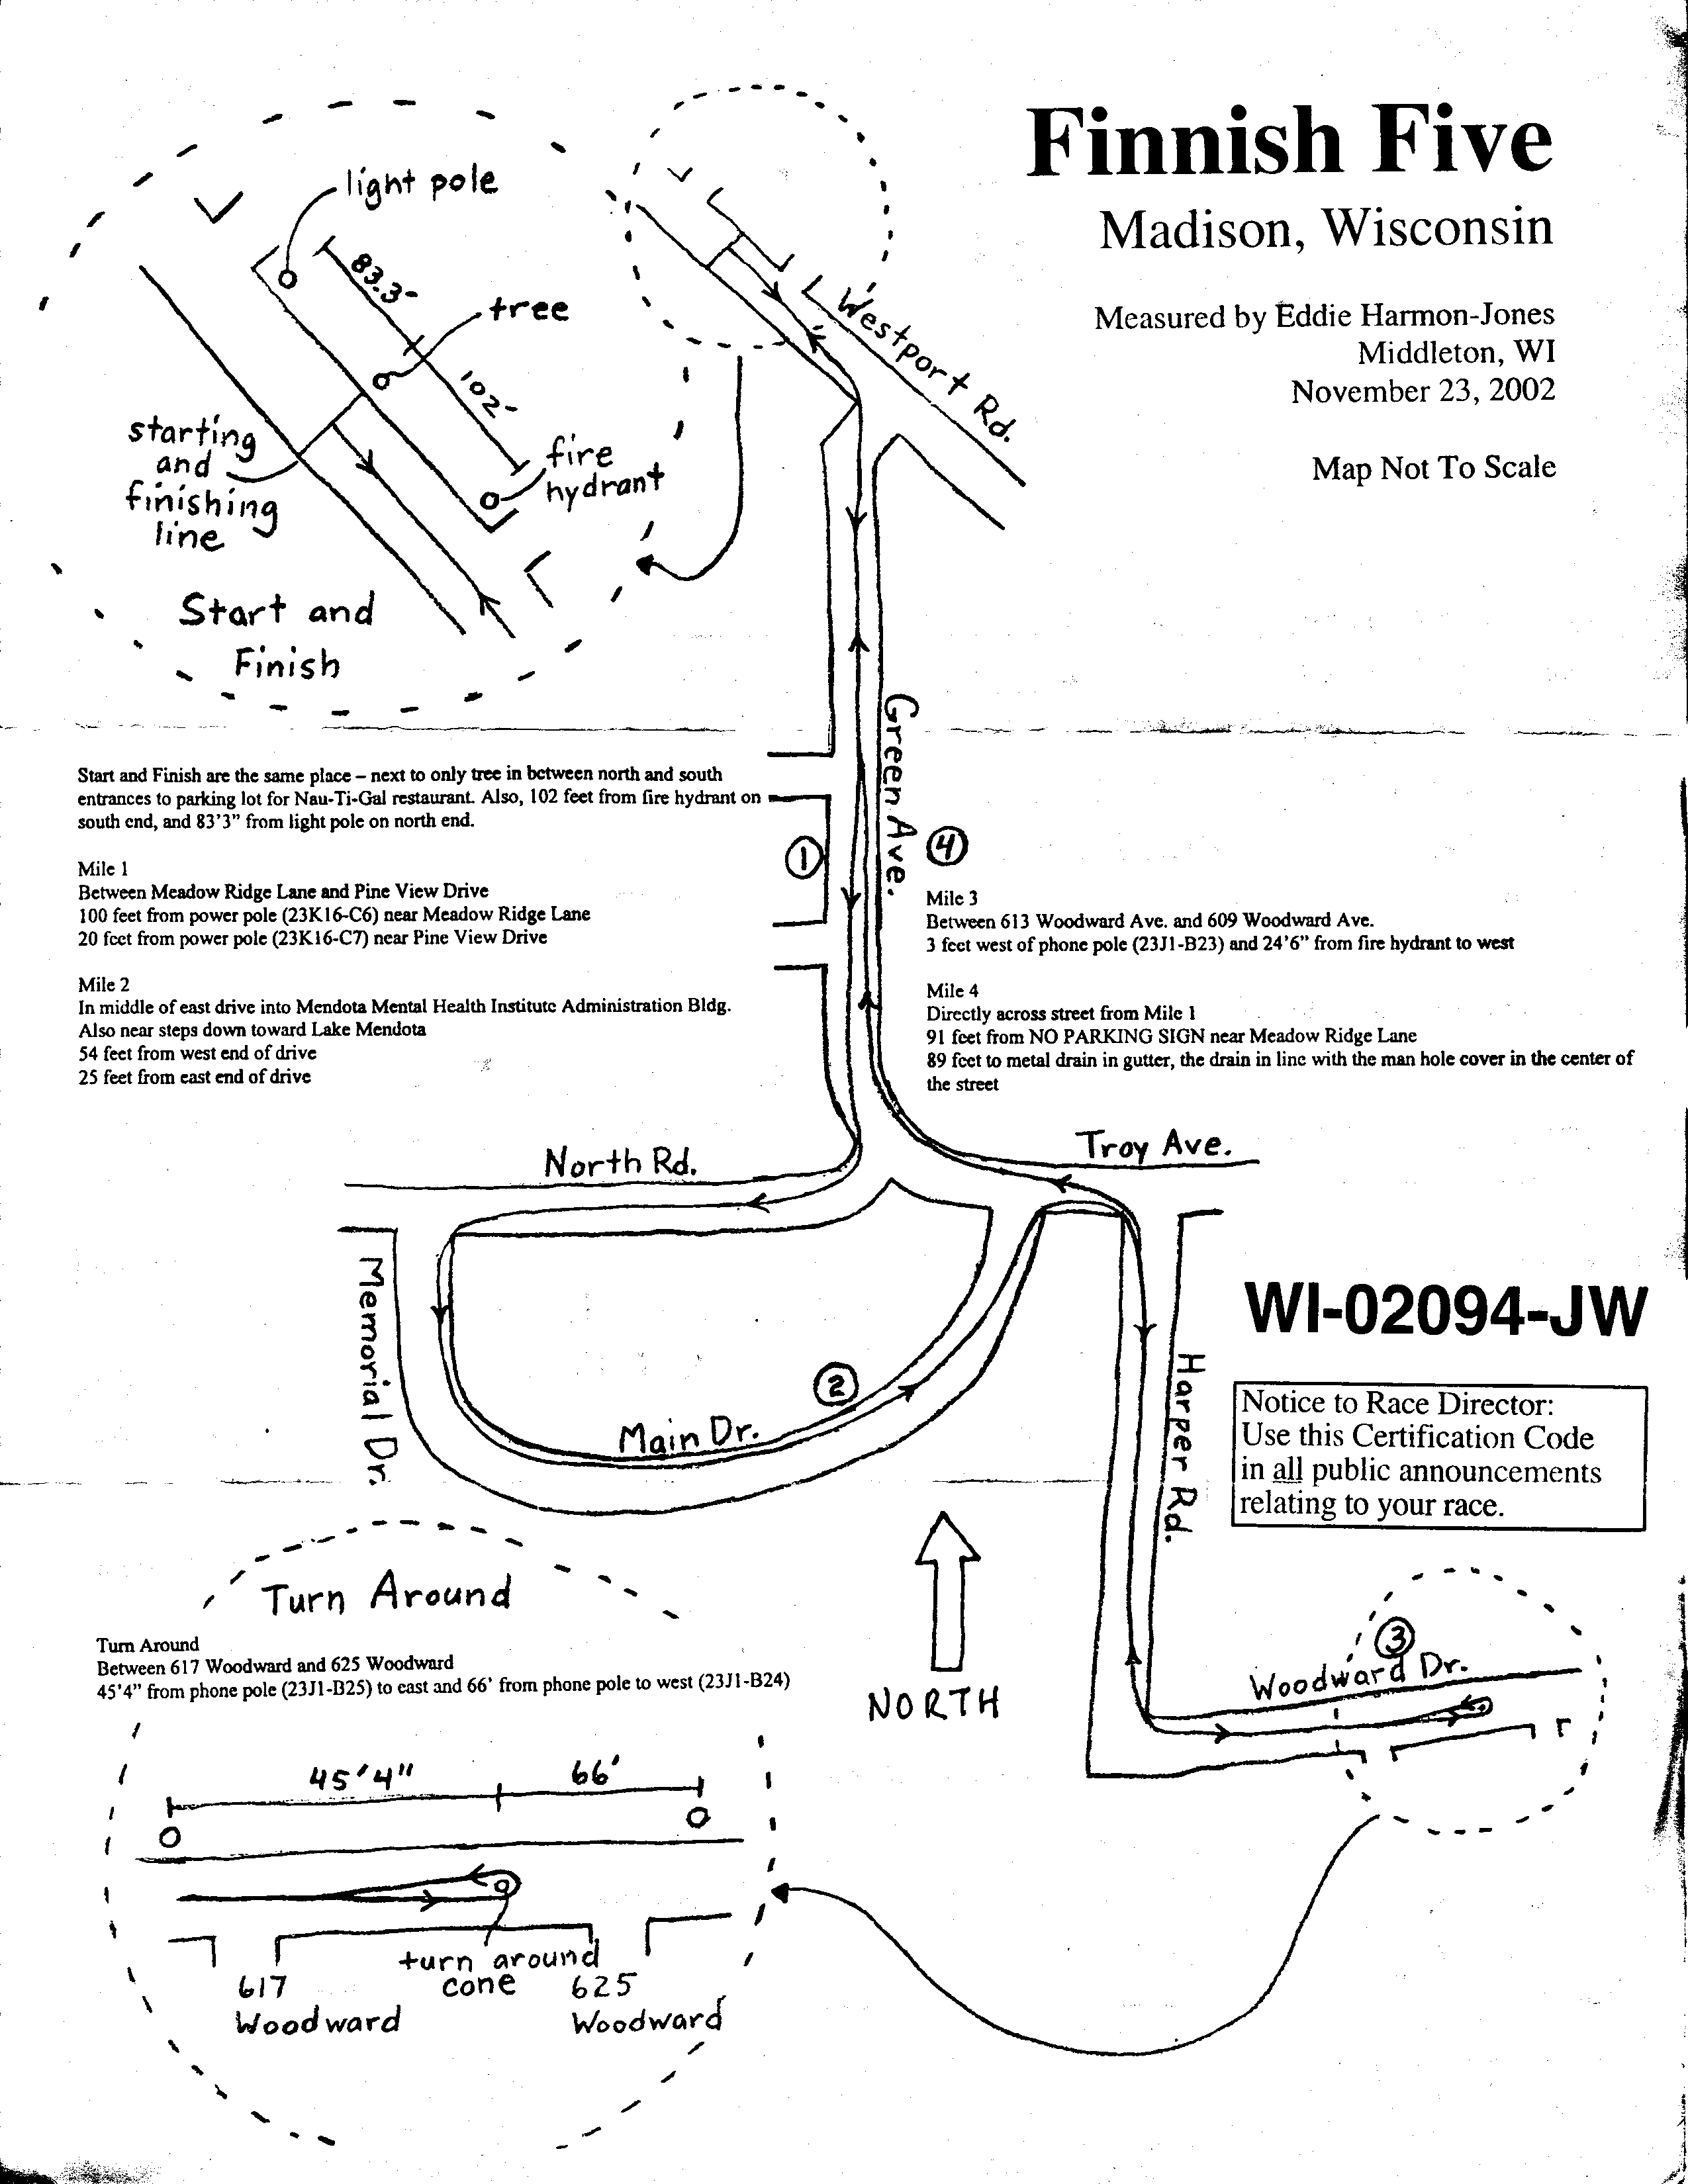 Finnish Five
Madison, Wisconsin
Measured by Eddie Harmon-Jones
Middleton, WI
November 23, 2002
Map Not To Scale
light pole
83.3-
tree
102'
starting
and
finishing
line
fire
hydrant
Start and
Finish
Westport Rd.
Green Ave.
Start and Finish are the same place – next to only tree in between north and south
entrances to parking lot for Nau-Ti-Gal restaurant. Also, 102 feet from fire hydrant on
south end, and 83'3" from light pole on north end.
Mile 1
Between Meadow Ridge Lane and Pine View Drive
100 feet from power pole (23K16-C6) near Meadow Ridge Lane
20 feet from power pole (23K16-C7) near Pine View Drive
Mile 2
In middle of east drive into Mendota Mental Health Institute Administration Bldg.
Also near steps down toward Lake Mendota
54 feet from west end of drive
25 feet from east end of drive
1
4
Mile 3
Between 613 Woodward Ave. and 609 Woodward Ave.
3 feet west of phone pole (23J1-B23) and 24'6" from fire hydrant to west
Mile 4
Directly across street from Mile 1
91 feet from NO PARKING SIGN near Meadow Ridge Lane
89 feet to metal drain in gutter, the drain in line with the man hole cover in the center of
the street
North Rd.
Troy Ave.
Memorial Dr.
2
Main Dr.
Harper Rd.
WI-02094-JW
Notice to Race Director:
Use this Certification Code
in all public announcements
relating to your race.
NORTH
3
Woodward Dr.
Turn Around
Turn Around
Between 617 Woodward and 625 Woodward
45'4" from phone pole (23J1-B25) to east and 66' from phone pole to west (23J1-B24)
45'4"
66'
turn around
cone
617
Woodward
625
Woodward